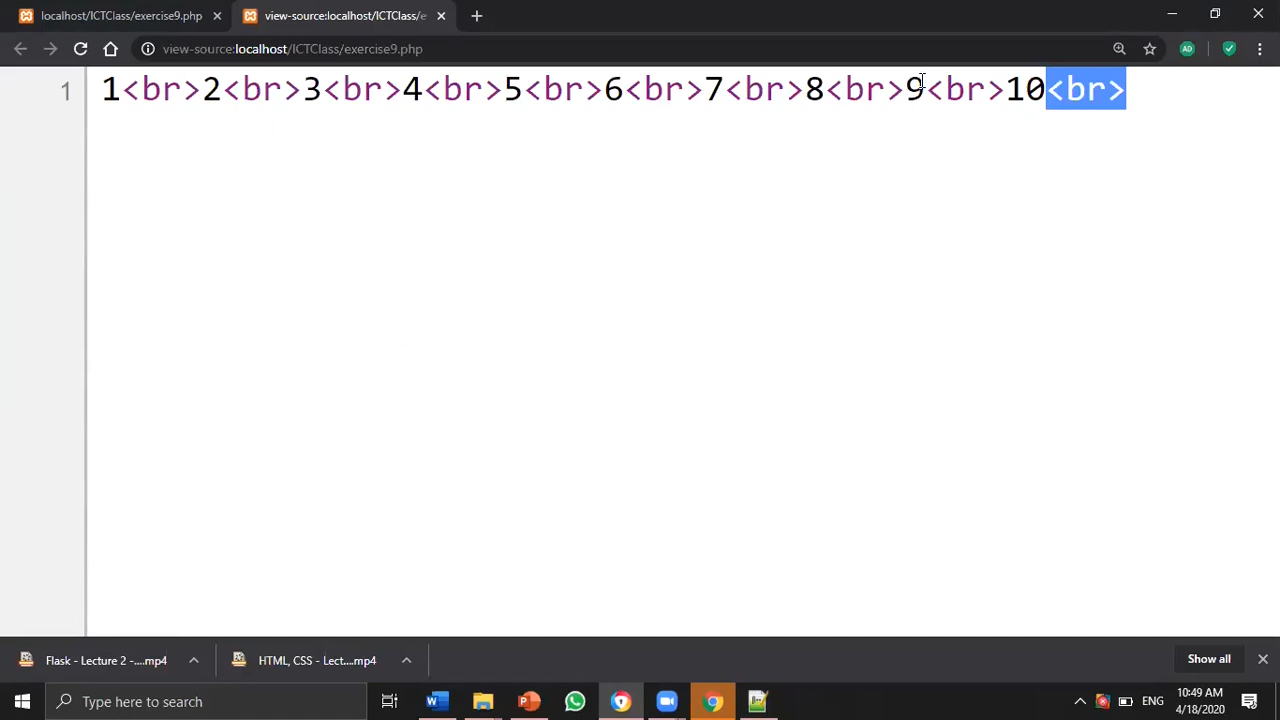 localhost/ICTClass/exercise9.php
view-source:localhost/ICTClass/e
view-source:localhost/ICTClass/exercise9.php
AD
1
1<br>2<br>3<br>4<br>5<br>6<br>7<br>8<br>9<br>10<br>
Flask - Lecture 2 -....mp4
HTML, CSS - Lect....mp4
Show all
Type here to search
ENG
10:49 AM
4/18/2020